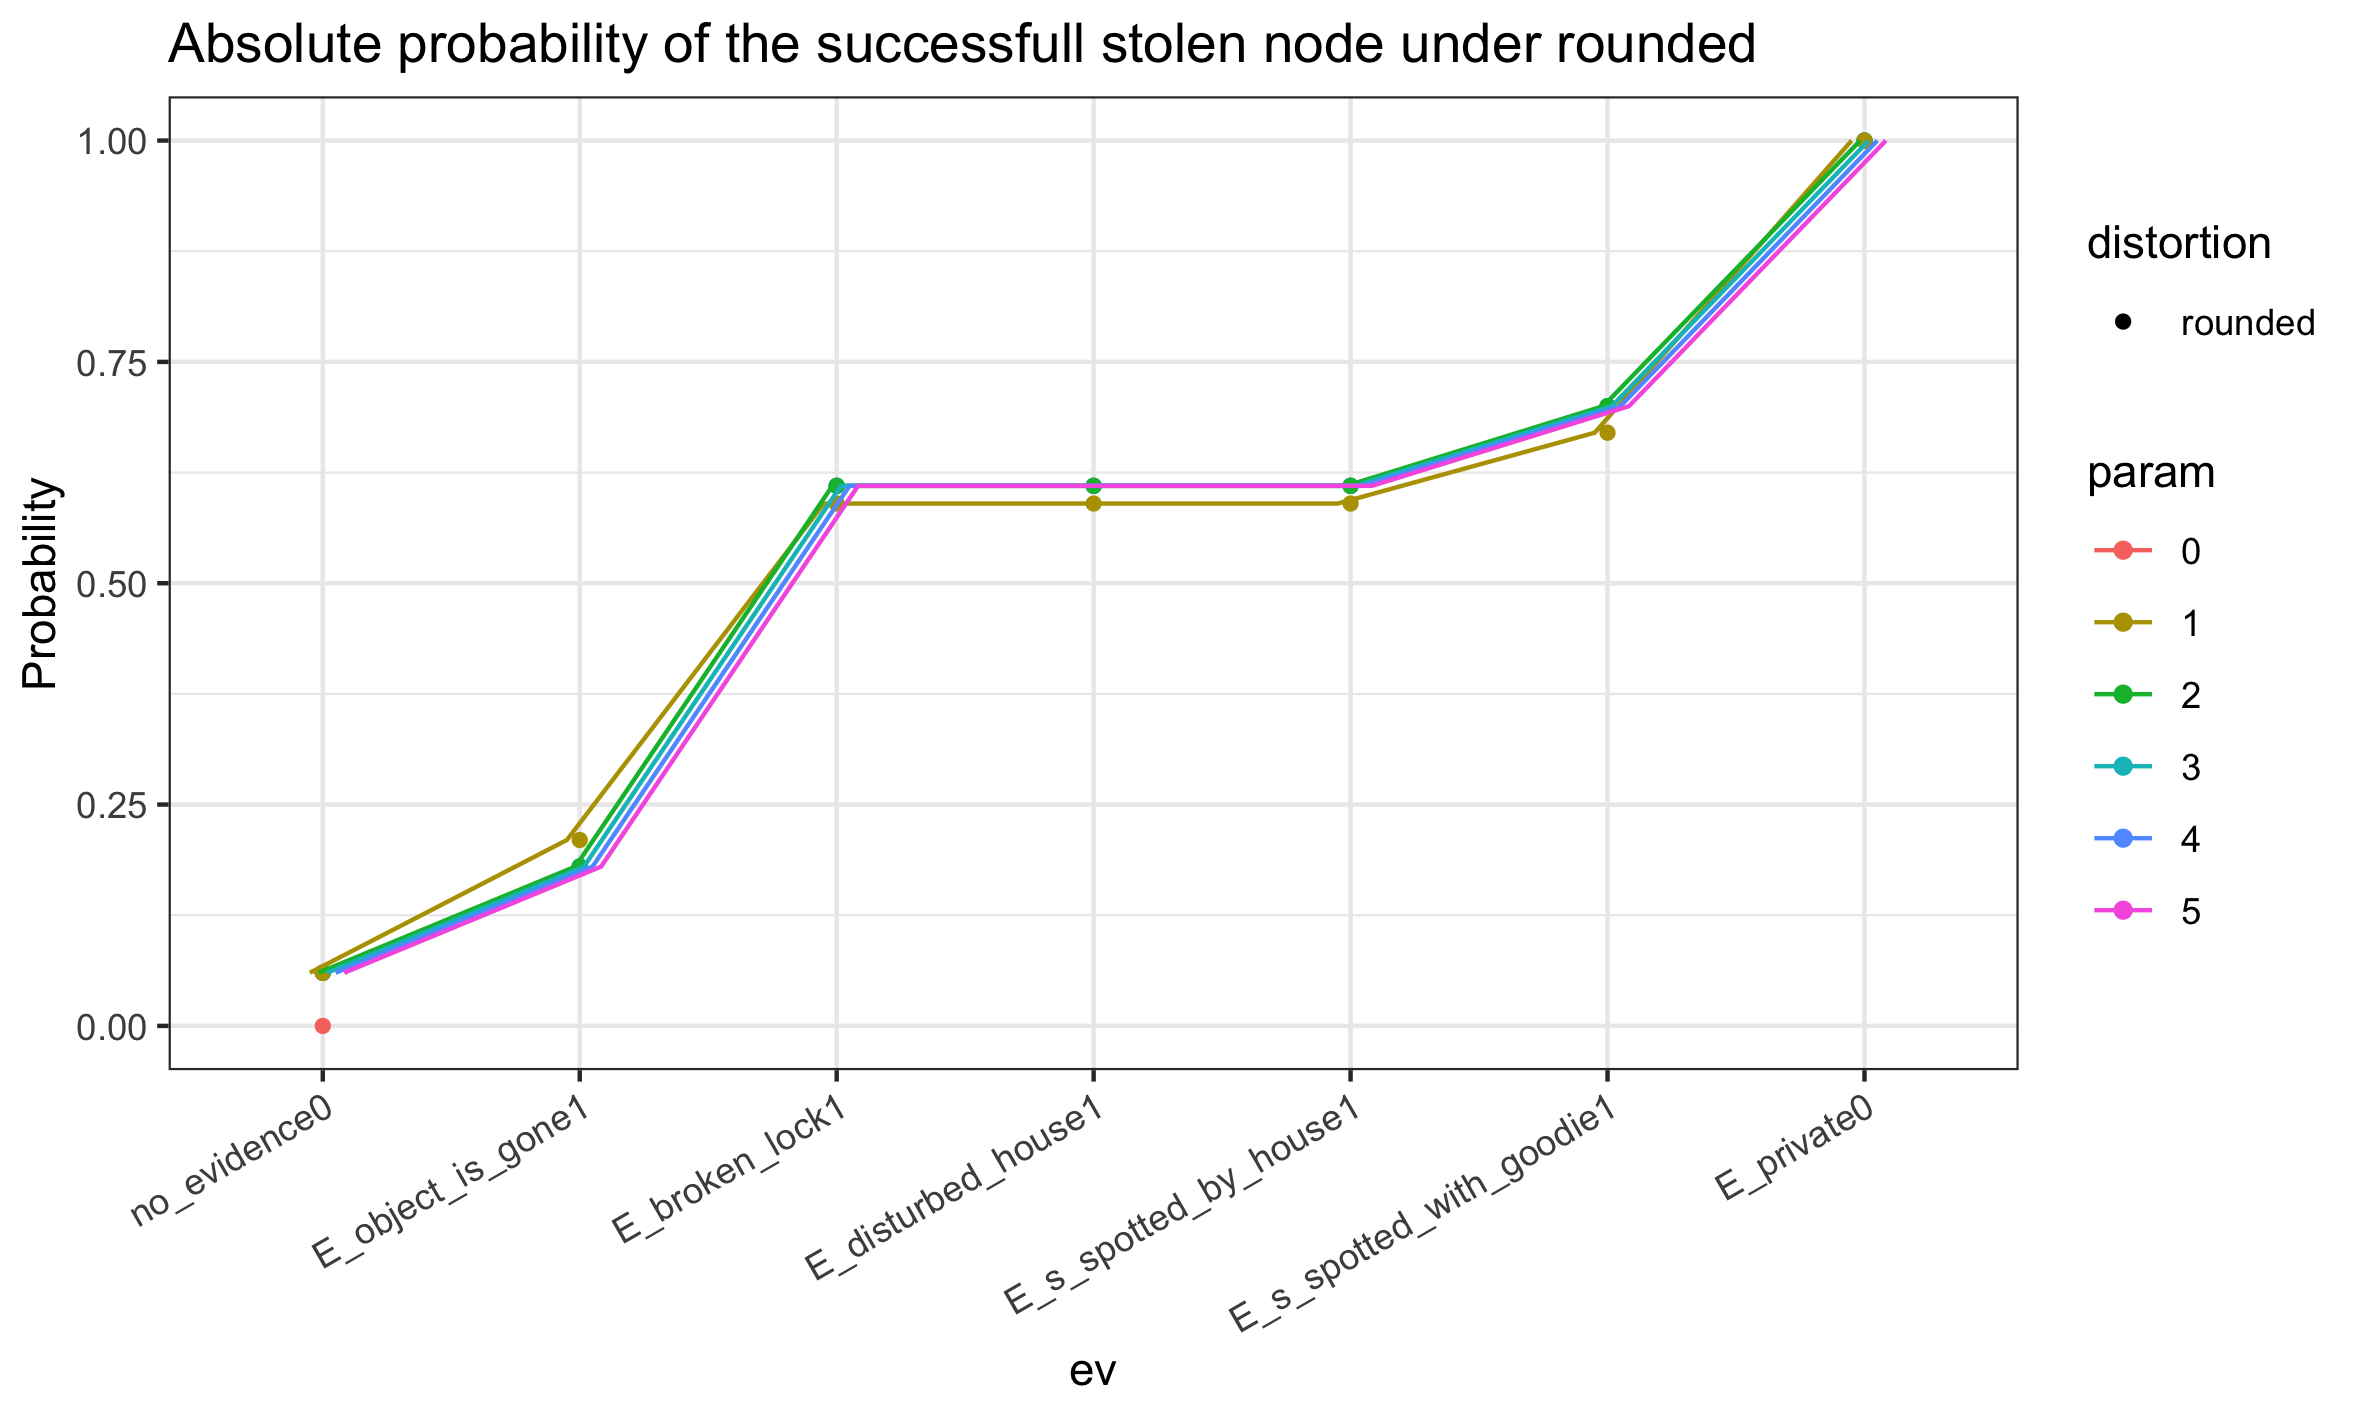 Absolute probability of the successfull stolen node under rounded
Probability
1.00
0.75
0.50
0.25
0.00
no_evidence0
E_object_is_gone1
E_broken_lock1
E_disturbed_house1
E_s_spotted_by_house1
E_s_spotted_with_goodie1
E_private0
ev
distortion
rounded
param
0
1
2
3
4
5